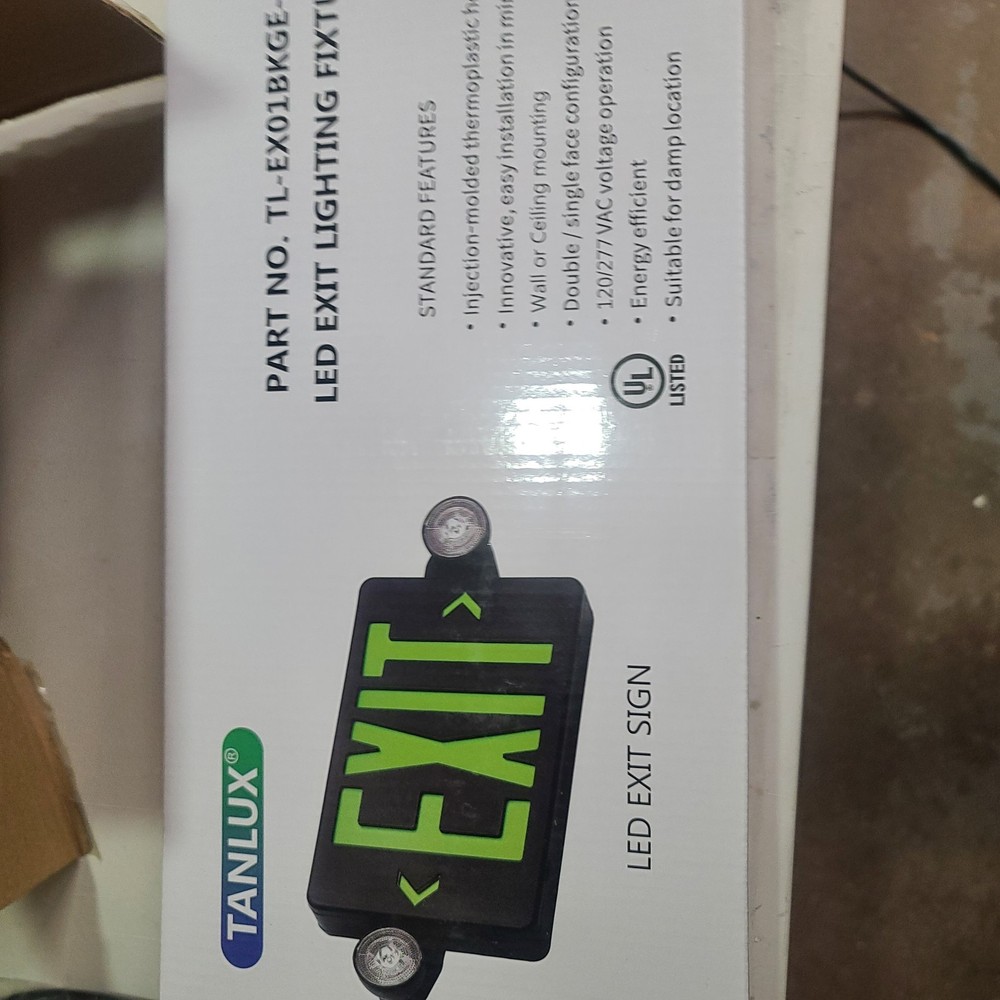 TANLUX®
PART NO. TL-EX01BKGE-
LED EXIT LIGHTING
STANDARD FEATURES
• Injection-molded thermoplastic
• Innovative, easy installation in
• Wall or Ceiling mounting
• Double / single face configuration
• 120/277 VAC voltage operation
• Energy efficient
• Suitable for damp location
UL
LISTED
< EXIT >
LED EXIT SIGN